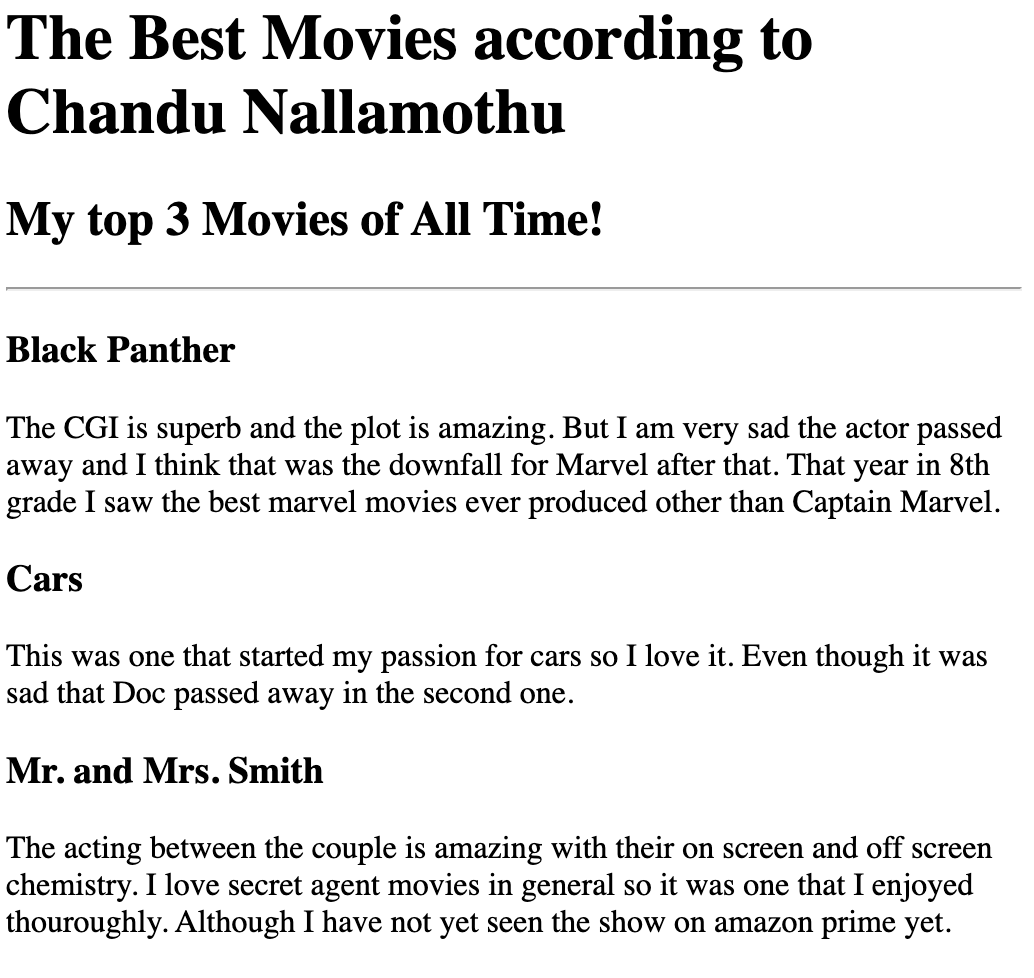 The Best Movies according to
Chandu Nallamothu
My top 3 Movies of All Time!
Black Panther
The CGI is superb and the plot is amazing. But I am very sad the actor passed
away and I think that was the downfall for Marvel after that. That year in 8th
grade I saw the best marvel movies ever produced other than Captain Marvel.
Cars
This was one that started my passion for cars so I love it. Even though it was
sad that Doc passed away in the second one.
Mr. and Mrs. Smith
The acting between the couple is amazing with their on screen and off screen
chemistry. I love secret agent movies in general so it was one that I enjoyed
thouroughly. Although I have not yet seen the show on amazon prime yet.